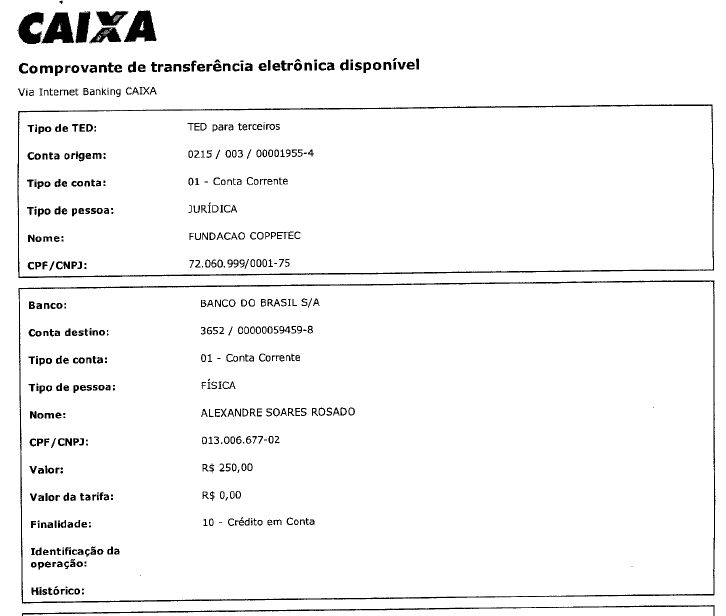 CAIXA
Comprovante de transferência eletrônica disponível
Via Internet Banking CAIXA
Tipo de TED: TED para terceiros
Conta origem: 0215 / 003 / 00001955-4
Tipo de conta: 01 - Conta Corrente
Tipo de pessoa: JURÍDICA
Nome: FUNDACAO COPPETEC
CPF/CNPJ: 72.060.999/0001-75
Banco: BANCO DO BRASIL S/A
Conta destino: 3652 / 00000059459-8
Tipo de conta: 01 - Conta Corrente
Tipo de pessoa: FÍSICA
Nome: ALEXANDRE SOARES ROSADO
CPF/CNPJ: 013.006.677-02
Valor: R$ 250,00
Valor da tarifa: R$ 0,00
Finalidade: 10 - Crédito em Conta
Identificação da
operação:
Histórico: